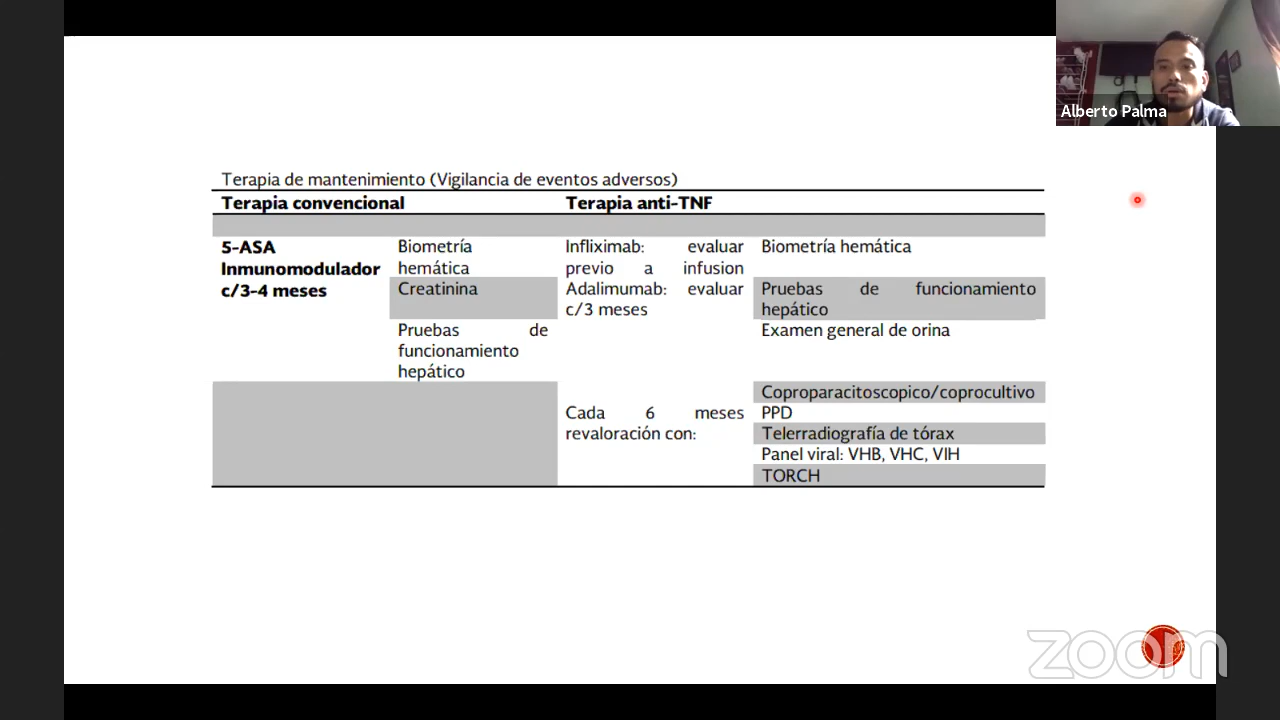 Alberto Palma
Terapia de mantenimiento (Vigilancia de eventos adversos)
Terapia convencional
Terapia anti-TNF
5-ASA
Inmunomodulador
c/3-4 meses
Biometría
hemática
Creatinina
Pruebas de
funcionamiento
hepático
Infliximab: evaluar
previo a infusion
Adalimumab: evaluar
c/3 meses
Biometría hemática
Pruebas de funcionamiento
hepático
Examen general de orina
Cada 6 meses
revaloración con:
Coproparacitoscopico/coprocultivo
PPD
Telerradiografía de tórax
Panel viral: VHB, VHC, VIH
TORCH
zoom